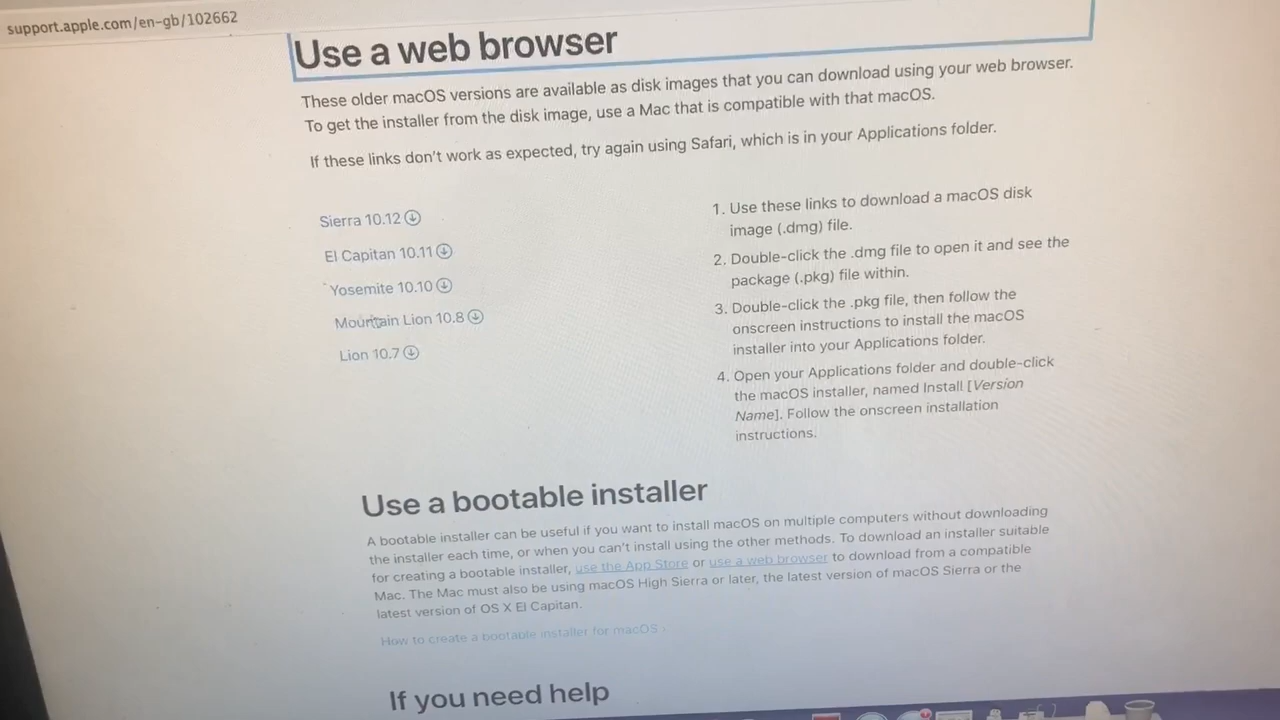 support.apple.com/en-gb/102662
Use a web browser
These older macOS versions are available as disk images that you can download using your web browser.
To get the installer from the disk image, use a Mac that is compatible with that macOS.
If these links don't work as expected, try again using Safari, which is in your Applications folder.
Sierra 10.12
El Capitan 10.11
Yosemite 10.10
Mountain Lion 10.8
Lion 10.7
1. Use these links to download a macOS disk
image (.dmg) file.
2. Double-click the .dmg file to open it and see the
package (.pkg) file within.
3. Double-click the .pkg file, then follow the
onscreen instructions to install the macOS
installer into your Applications folder.
4. Open your Applications folder and double-click
the macOS installer, named Install [Version
Name]. Follow the onscreen installation
instructions.
Use a bootable installer
A bootable installer can be useful if you want to install macOS on multiple computers without downloading
the installer each time, or when you can't install using the other methods. To download an installer suitable
for creating a bootable installer, use the App Store or use a web browser to download from a compatible
Mac. The Mac must also be using macOS High Sierra or later, the latest version of macOS Sierra or the
latest version of OS X El Capitan.
How to create a bootable installer for macOS >
If you need help